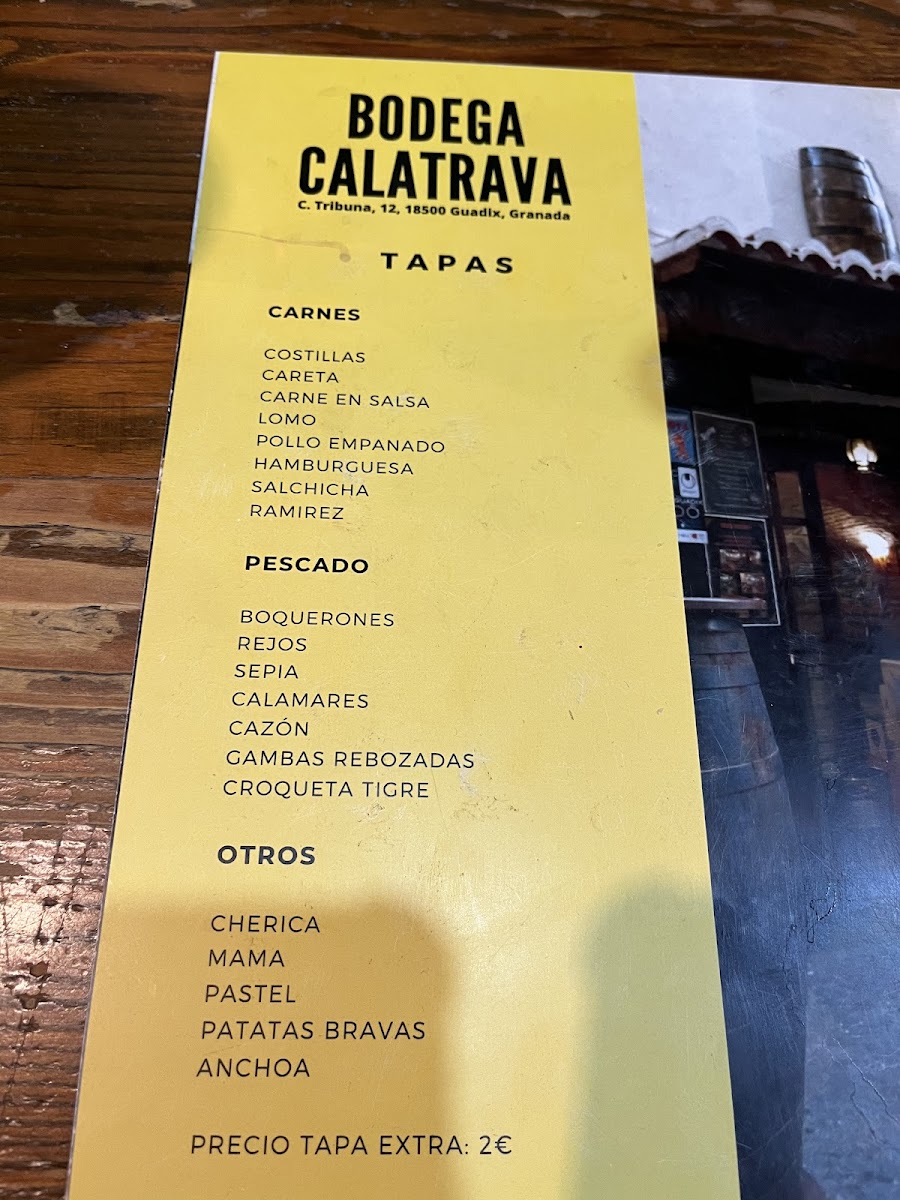 BODEGA
CALATRAVA
C. Tribuna, 12, 18500 Guadix, Granada
TAPAS
CARNES
COSTILLAS
CARETA
CARNE EN SALSA
LOMO
POLLO EMPANADO
HAMBURGUESA
SALCHICHA
RAMIREZ
PESCADO
BOQUERONES
REJOS
SEPIA
CALAMARES
CAZÓN
GAMBAS REBOZADAS
CROQUETA TIGRE
OTROS
CHERICA
MAMA
PASTEL
PATATAS BRAVAS
ANCHOA
PRECIO TAPA EXTRA: 2€